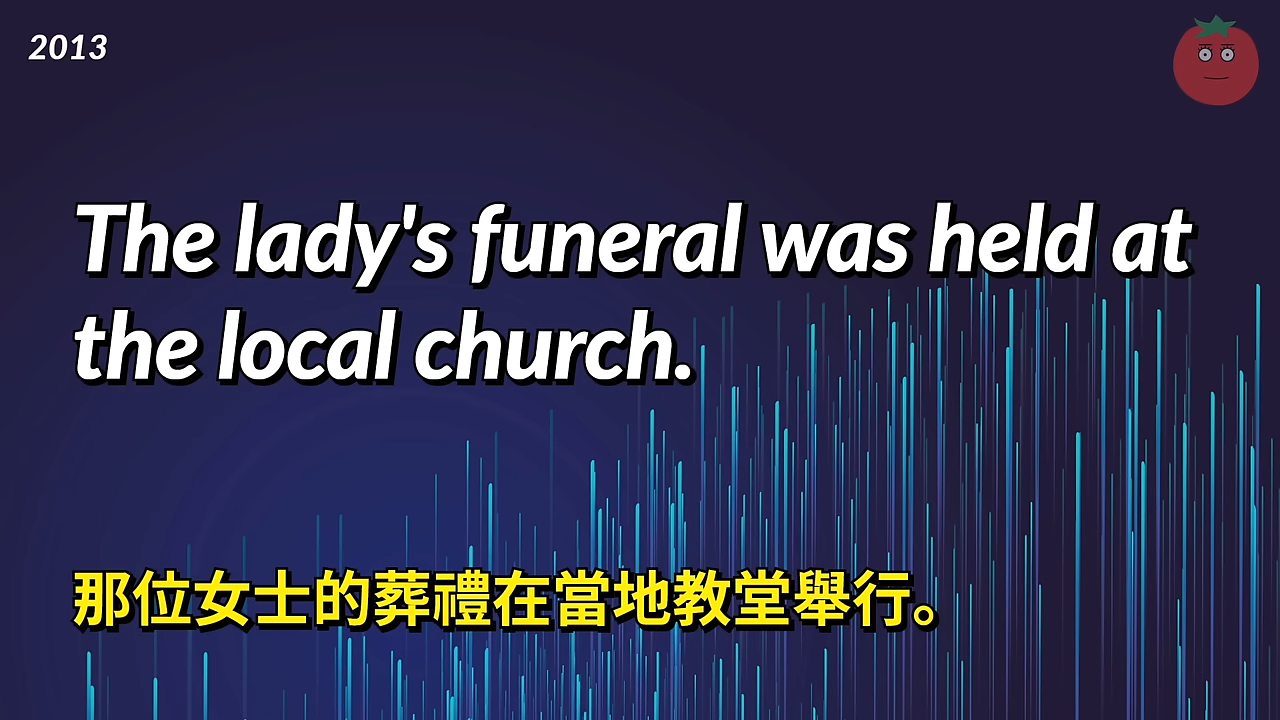 2013
The lady's funeral was held at
the local church.
那位女士的葬禮在當地教堂舉行。